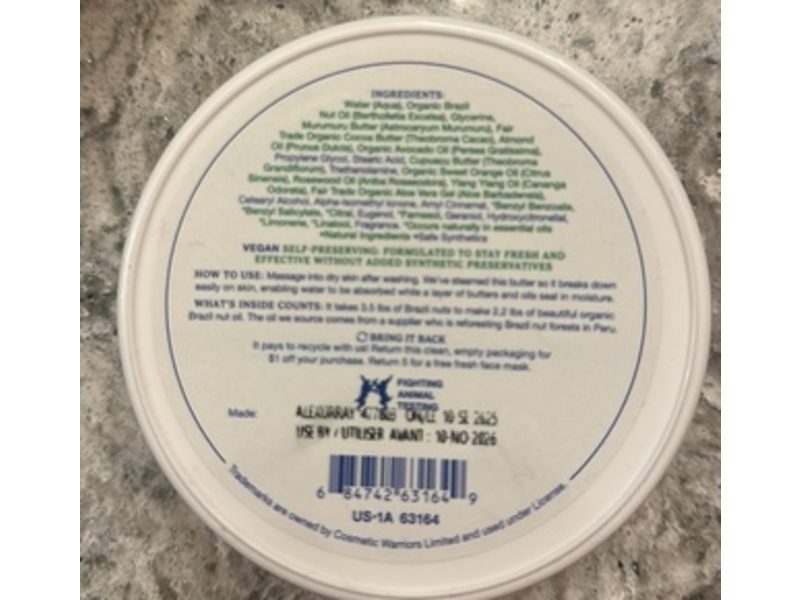 INGREDIENTS:
Water (Aqua), Organic Brazil
Nut Oil (Bertholletia Excelsa), Glycerine,
Murumuru Butter (Astrocaryum Murumuru), Fair
Trade Organic Cocoa Butter (Theobroma Cacao), Almond
Oil (Prunus Dulcis), Organic Avocado Oil (Persea Gratissima),
Propylene Glycol, Stearic Acid, Cupuacu Butter (Theobroma
Grandiflorum), Triethanolamine, Organic Sweet Orange Oil (Citrus
Sinensis), Rosewood Oil (Aniba Rosaeodora), Ylang Ylang Oil (Cananga
Odorata), Fair Trade Organic Aloe Vera Gel (Aloe Barbadensis),
Cetearyl Alcohol, Alpha-Isomethyl Ionone, Amyl Cinnamal, *Benzyl Benzoate,
*Benzyl Salicylate, *Citral, Eugenol, *Farnesol, Geraniol, Hydroxycitronellal,
*Limonene, *Linalool, Fragrance. *Occurs naturally in essential oils
•Natural Ingredients •Safe Synthetics
VEGAN SELF-PRESERVING: FORMULATED TO STAY FRESH AND
EFFECTIVE WITHOUT ADDED SYNTHETIC PRESERVATIVES
HOW TO USE: Massage into dry skin after washing. We've steamed this butter so it breaks down
easily on skin, enabling water to be absorbed while a layer of butters and oils seal in moisture.
WHAT'S INSIDE COUNTS: It takes 3.5 lbs of Brazil nuts to make 2.2 lbs of beautiful organic
Brazil nut oil. The oil we source comes from a supplier who is reforesting Brazil nut forests in Peru.
BRING IT BACK
It pays to recycle with us! Return this clean, empty packaging for
$1 off your purchase. Return 5 for a free fresh face mask.
FIGHTING
ANIMAL
TESTING
Made: 10 SE 2025
USE BY / UTILISER AVANT : 10-NO-2026
6 84742 63164 9
US-1A 63164
Trademarks are owned by Cosmetic Warriors Limited and used under License.